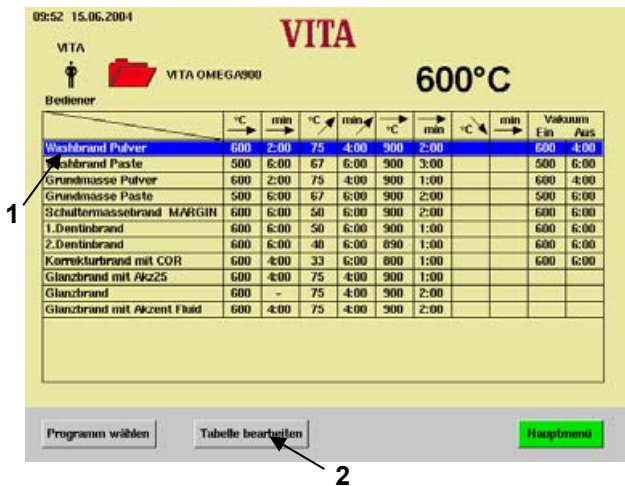 09:52 15.06.2004
VITA
VITA
VITA OMEGA900
600°C
Bediener
°C min °C min °C min °C min Vakuum
Ein Aus
Washbrand Pulver 600 2:00 75 4:00 900 2:00 600 4:00
Washbrand Paste 500 6:00 67 6:00 900 3:00 500 6:00
Grundmasse Pulver 600 2:00 75 4:00 900 1:00 600 4:00
Grundmasse Paste 500 6:00 67 6:00 900 2:00 500 6:00
Schultermassebrand MARGIN 600 6:00 50 6:00 900 2:00 600 6:00
1.Dentinbrand 600 6:00 50 6:00 900 1:00 600 6:00
2.Dentinbrand 600 6:00 48 6:00 890 1:00 600 6:00
Korrekturbrand mit COR 600 4:00 33 6:00 800 1:00 600 6:00
Glanzbrand mit Akz25 600 4:00 75 4:00 900 1:00
Glanzbrand 600 - 75 4:00 900 2:00
Glanzbrand mit Akzent Fluid 600 4:00 75 4:00 900 2:00
1
Programm wählen
Tabelle bearbeiten
Hauptmenü
2